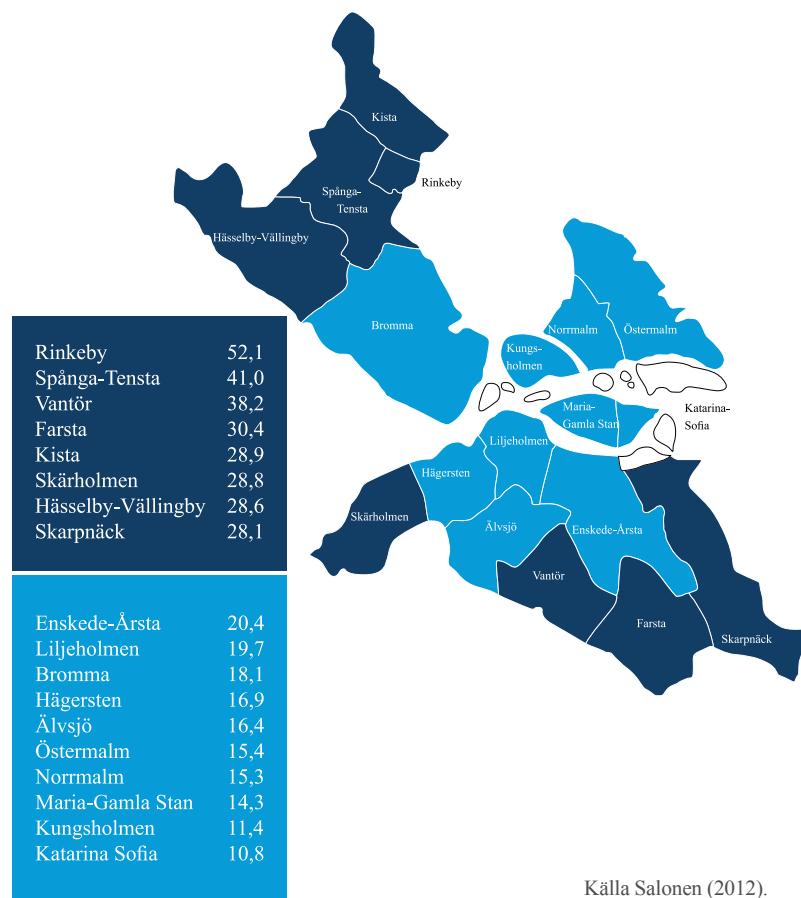 Kista
Rinkeby
Spånga-
Tensta
Hässelby-Vällingby
Bromma
Norrmalm
Östermalm
Kungs-
holmen
Maria-
Gamla Stan
Katarina-
Sofia
Liljeholmen
Hägersten
Skärholmen
Älvsjö
Enskede-Årsta
Vantör
Farsta
Skarpnäck
Rinkeby 52,1
Spånga-Tensta 41,0
Vantör 38,2
Farsta 30,4
Kista 28,9
Skärholmen 28,8
Hässelby-Vällingby 28,6
Skarpnäck 28,1
Enskede-Årsta 20,4
Liljeholmen 19,7
Bromma 18,1
Hägersten 16,9
Älvsjö 16,4
Östermalm 15,4
Norrmalm 15,3
Maria-Gamla Stan 14,3
Kungsholmen 11,4
Katarina Sofia 10,8
Källa Salonen (2012).